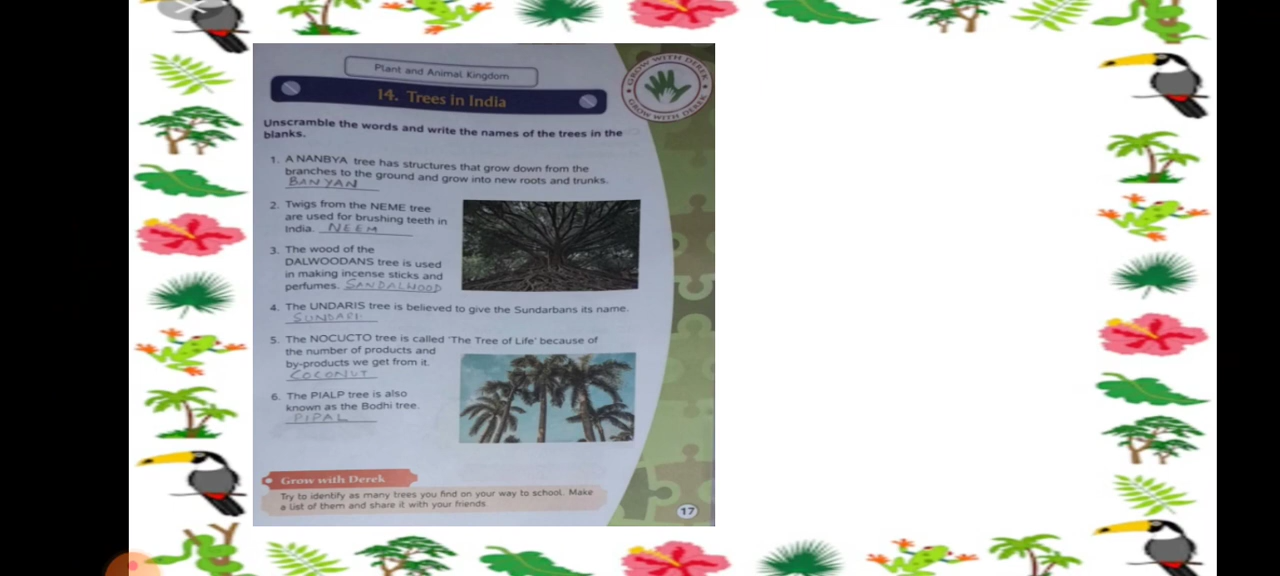 Plant and Animal Kingdom
14. Trees in India
GROW WITH DEREK
GROW WITH DEREK
Unscramble the words and write the names of the trees in the
blanks.
1. A NANBYA tree has structures that grow down from the
branches to the ground and grow into new roots and trunks.
BANYAN
2. Twigs from the NEME tree
are used for brushing teeth in
India. NEEM
3. The wood of the
DALWOODANS tree is used
in making incense sticks and
perfumes. SANDALWOOD
4. The UNDARIS tree is believed to give the Sundarbans its name.
SUNDARI
5. The NOCUCTO tree is called 'The Tree of Life' because of
the number of products and
by-products we get from it.
COCONUT
6. The PIALP tree is also
known as the Bodhi tree.
PIPAL
Grow with Derek
Try to identify as many trees you find on your way to school. Make
a list of them and share it with your friends
17